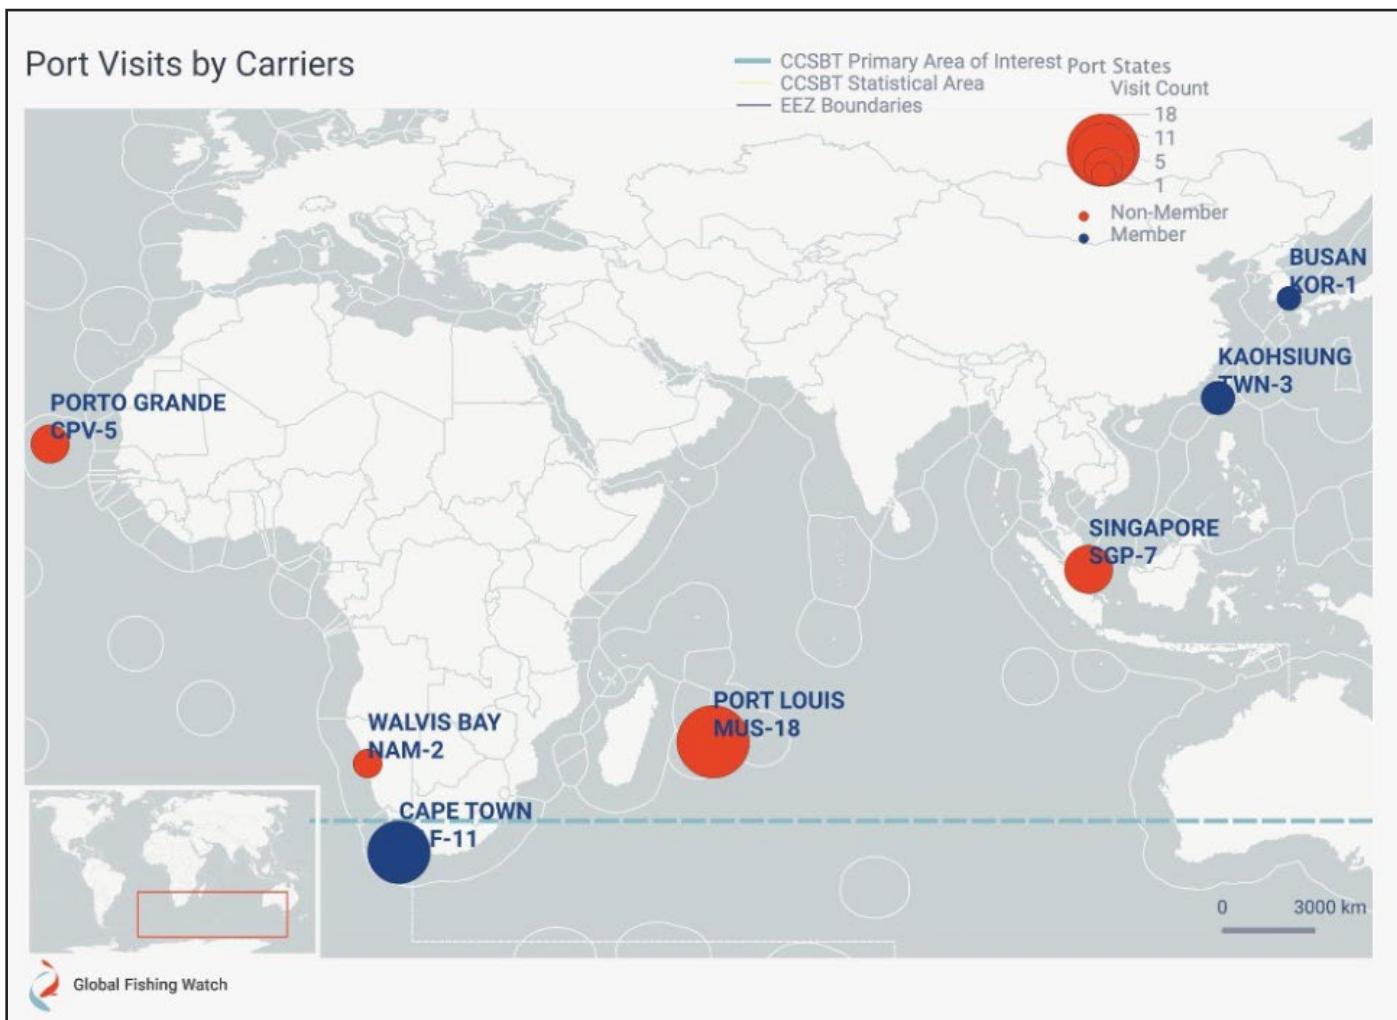 Port Visits by Carriers
CCSBT Primary Area of Interest
CCSBT Statistical Area
EEZ Boundaries
Port States
Visit Count
18
11
5
1
Non-Member
Member
BUSAN
KOR-1
KAOHSIUNG
TWN-3
PORTO GRANDE
CPV-5
SINGAPORE
SGP-7
PORT LOUIS
MUS-18
WALVIS BAY
NAM-2
CAPE TOWN
F-11
0 3000 km
Global Fishing Watch